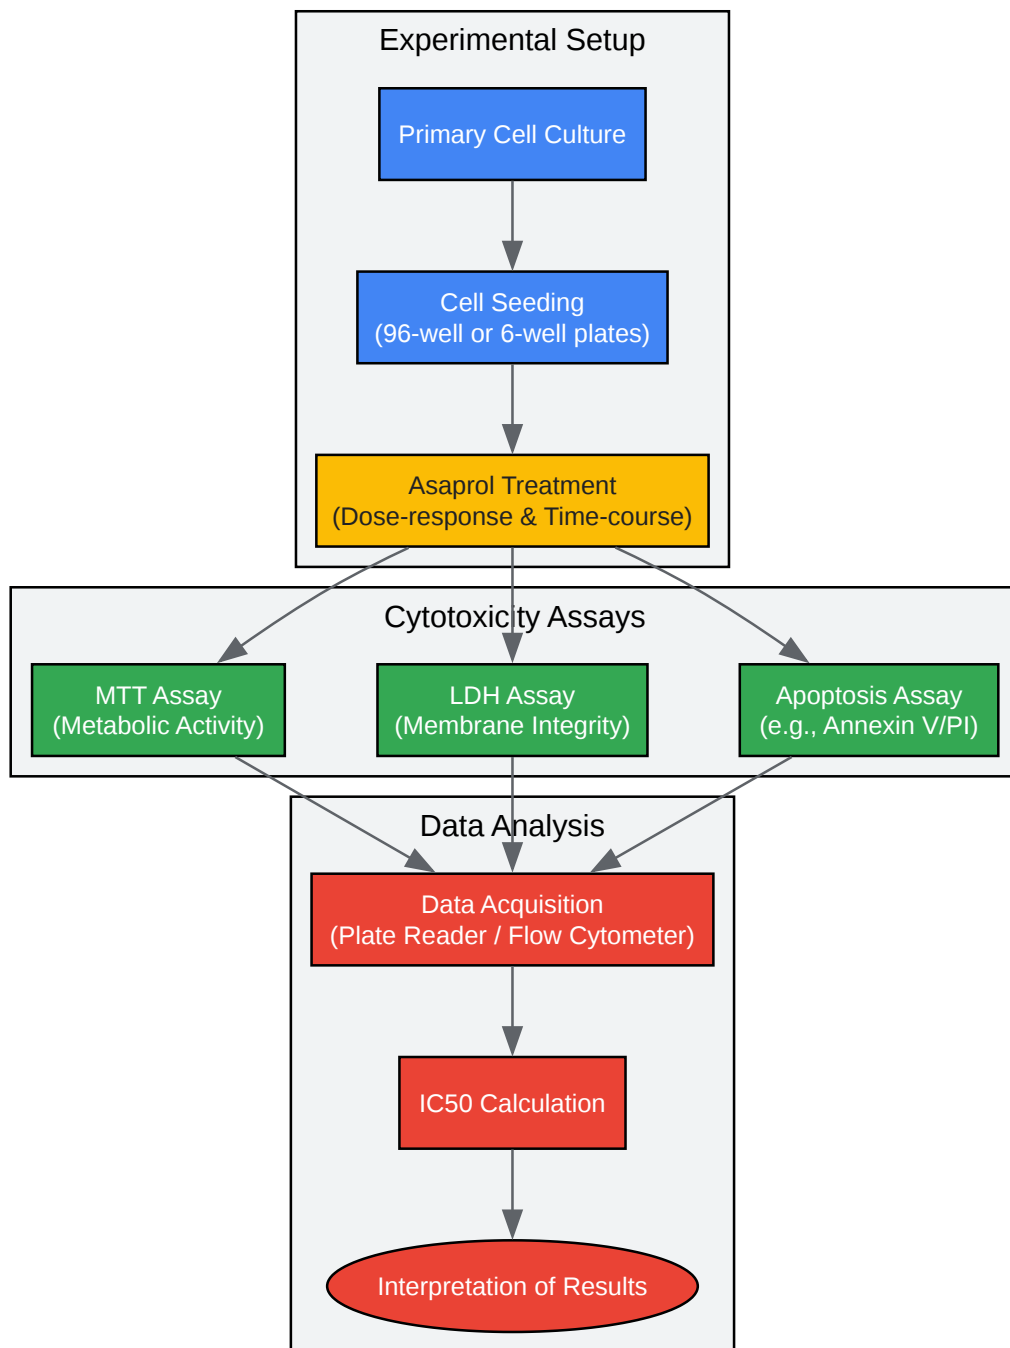 Experimental Setup
Primary Cell Culture
Cell Seeding
(96-well or 6-well plates)
Asaprol Treatment
(Dose-response & Time-course)
Cytotoxicity Assays
MTT Assay
(Metabolic Activity)
LDH Assay
(Membrane Integrity)
Apoptosis Assay
(e.g., Annexin V/PI)
Data Analysis
Data Acquisition
(Plate Reader / Flow Cytometer)
IC50 Calculation
Interpretation of Results